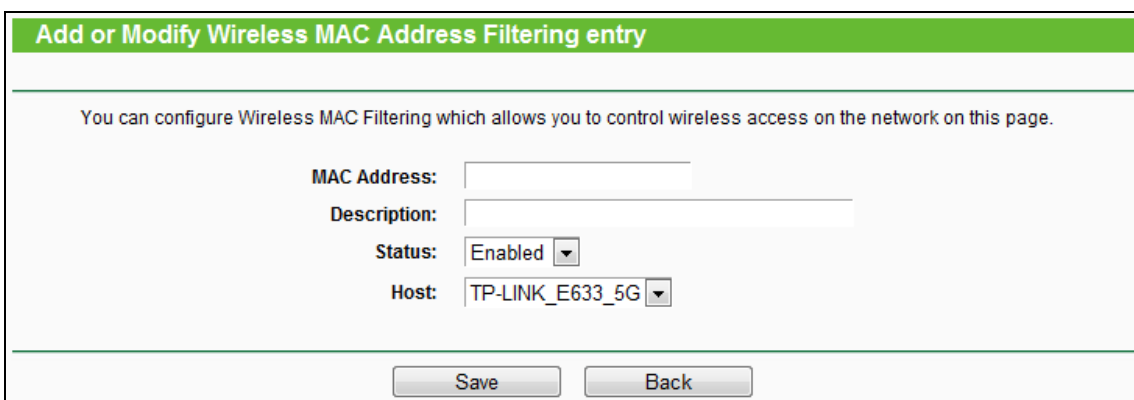 Add or Modify Wireless MAC Address Filtering entry
You can configure Wireless MAC Filtering which allows you to control wireless access on the network on this page.
MAC Address:
Description:
Status: Enabled
Host: TP-LINK_E633_5G
Save Back